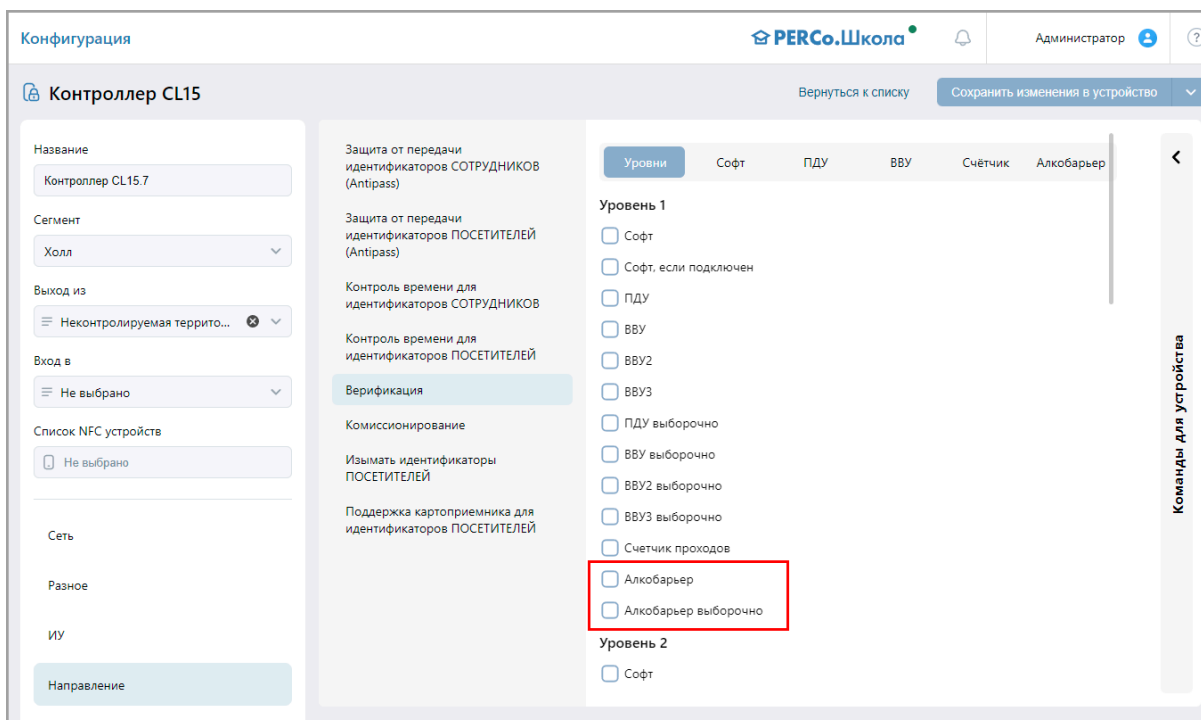 Конфигурация
PERCo.Школа
Администратор
?
Контроллер CL15
Вернуться к списку
Сохранить изменения в устройство
Название
Контроллер CL15.7
Сегмент
Холл
Выход из
Неконтролируемая террито...
Вход в
Не выбрано
Список NFC устройств
Не выбрано
Сеть
Разное
ИУ
Направление
Защита от передачи
идентификаторов СОТРУДНИКОВ
(Antipass)
Защита от передачи
идентификаторов ПОСЕТИТЕЛЕЙ
(Antipass)
Контроль времени для
идентификаторов СОТРУДНИКОВ
Контроль времени для
идентификаторов ПОСЕТИТЕЛЕЙ
Верификация
Комиссионирование
Изымать идентификаторы
ПОСЕТИТЕЛЕЙ
Поддержка картоприемника для
идентификаторов ПОСЕТИТЕЛЕЙ
Уровни Софт ПДУ ВВУ Счётчик Алкобарьер
Уровень 1
Софт
Софт, если подключен
ПДУ
ВВУ
ВВУ2
ВВУ3
ПДУ выборочно
ВВУ выборочно
ВВУ2 выборочно
ВВУ3 выборочно
Счетчик проходов
Алкобарьер
Алкобарьер выборочно
Уровень 2
Софт
Команды для устройства